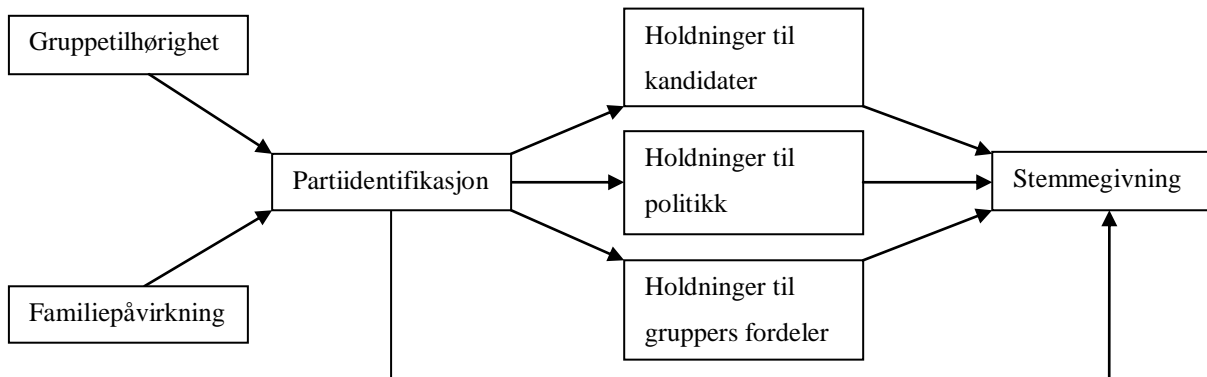 Gruppetilhørighet
Familiepåvirkning
Partiidentifikasjon
Holdninger til
kandidater
Holdninger til
politikk
Holdninger til
gruppers fordeler
Stemmegivning